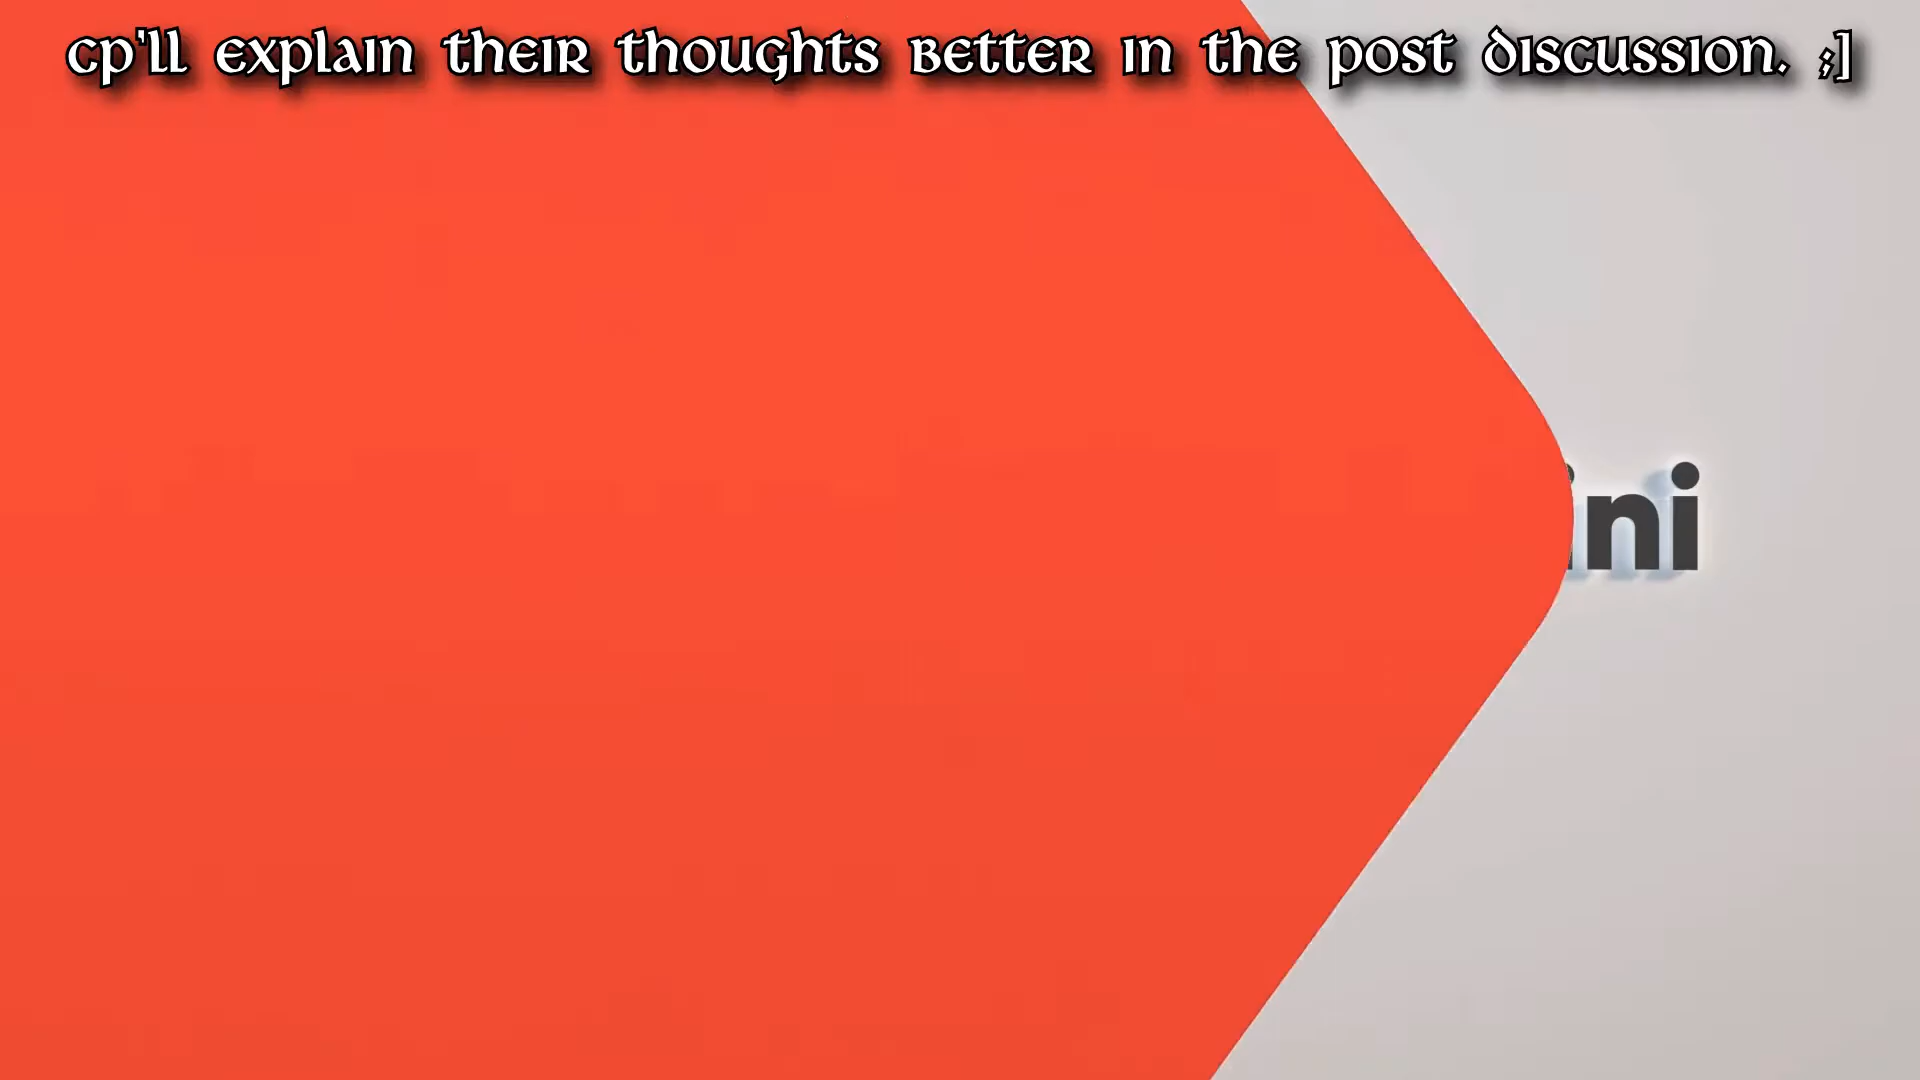 cp'll explain their thoughts better in the post discussion. ;]
ini